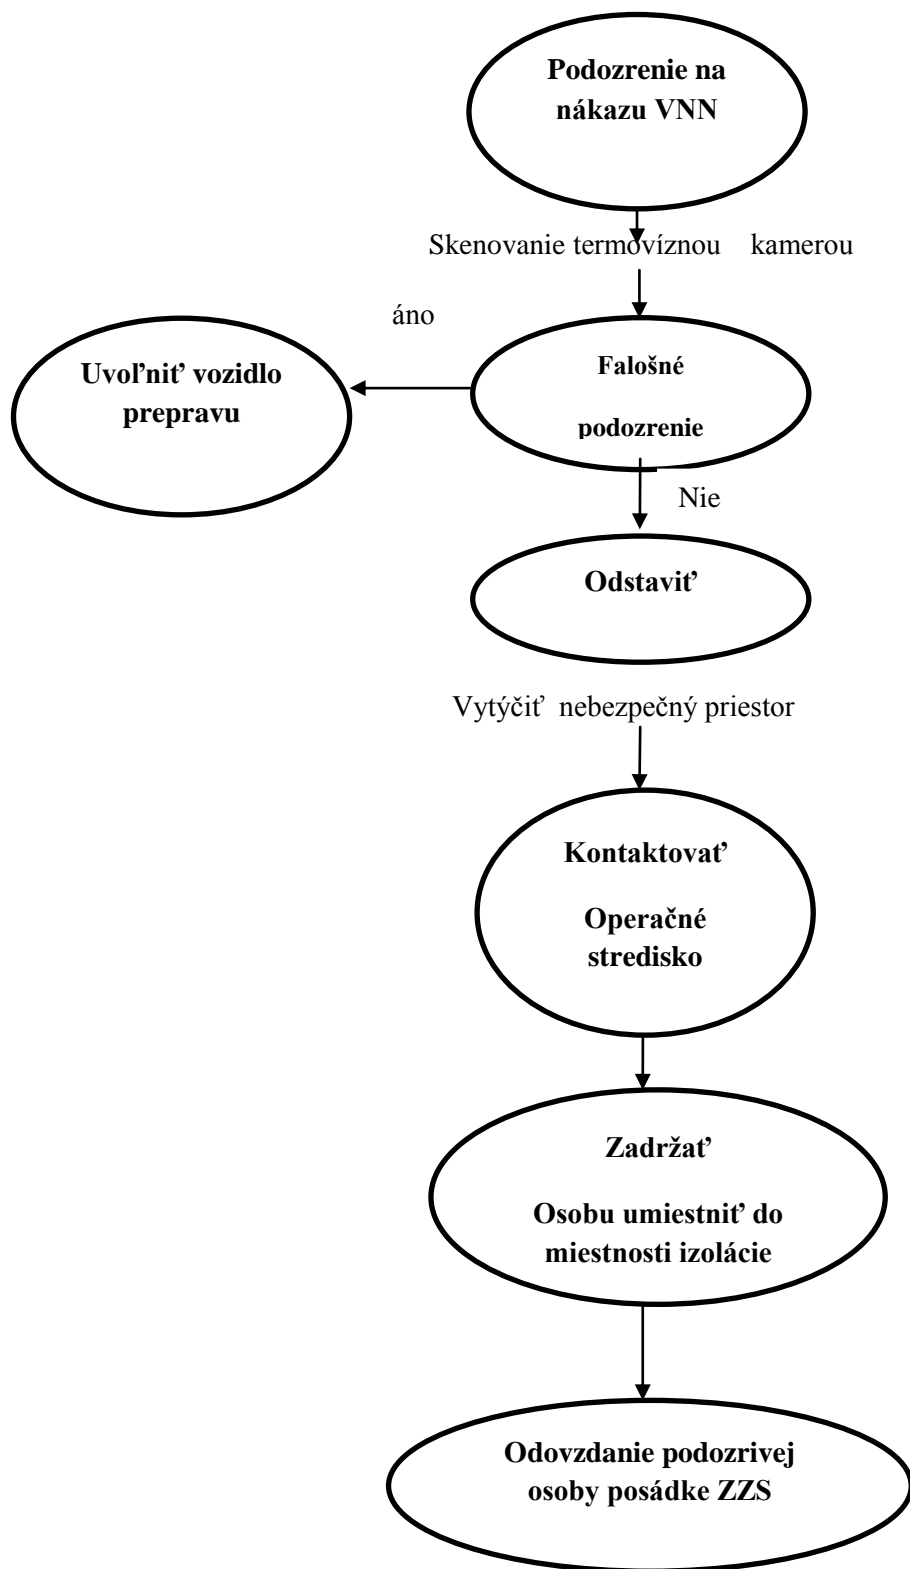 Podozrenie na
nákazu VNN
Skenovanie termovíznou kamerou
áno
Uvoľniť vozidlo
prepravu
Falošné
podozrenie
Nie
Odstaviť
Vytýčiť nebezpečný priestor
Kontaktovať
Operačné
stredisko
Zadržať
Osobu umiestniť do
miestnosti izolácie
Odovzdanie podozrivej
osoby posádke ZZS